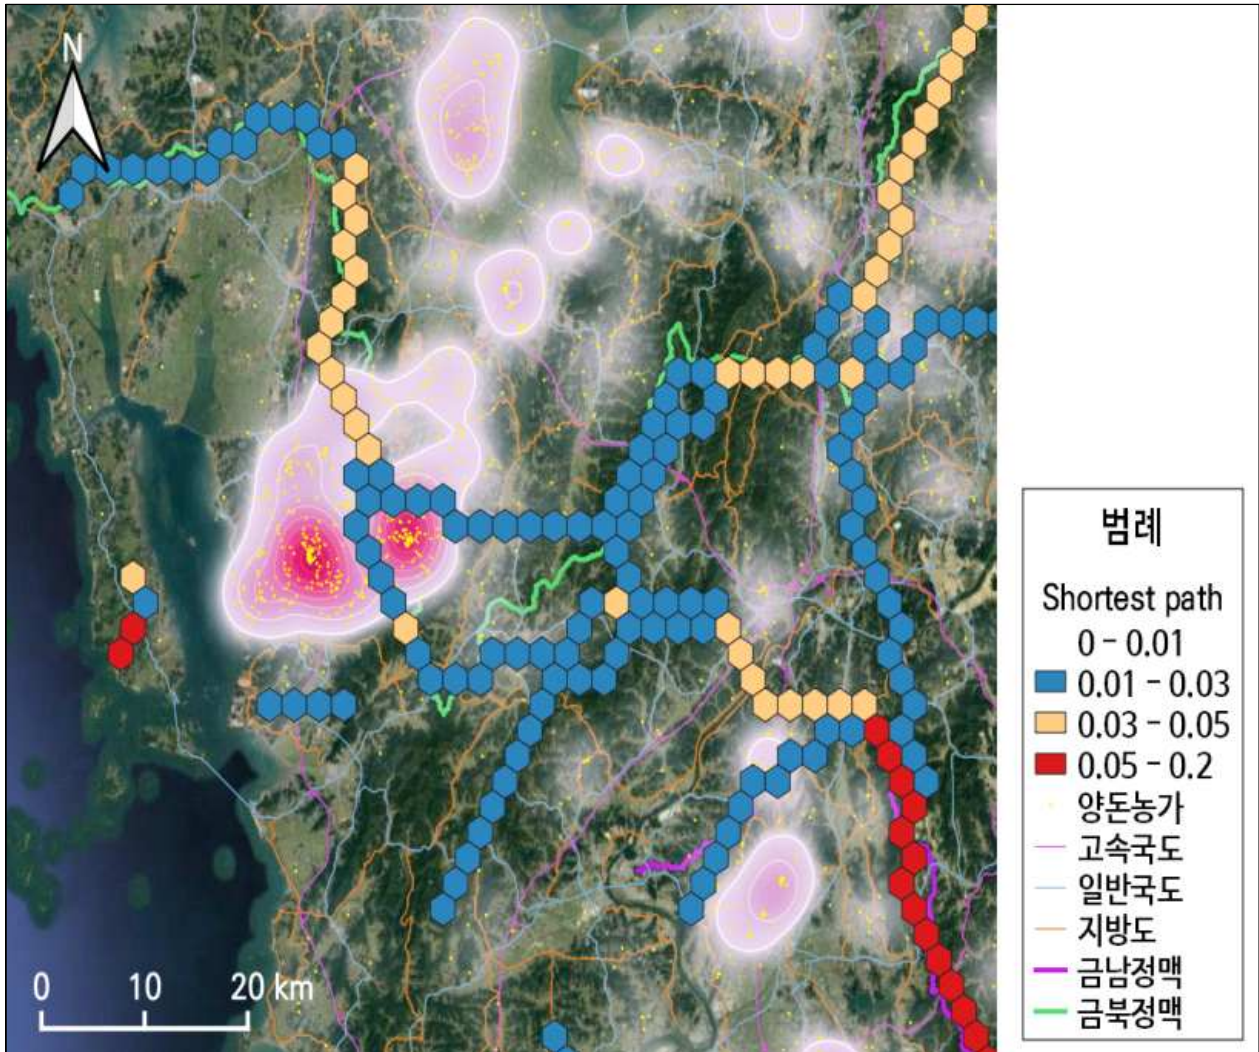 N
0 10 20 km
범례
Shortest path
0 - 0.01
0.01 - 0.03
0.03 - 0.05
0.05 - 0.2
양돈농가
고속국도
일반국도
지방도
금남정맥
금북정맥